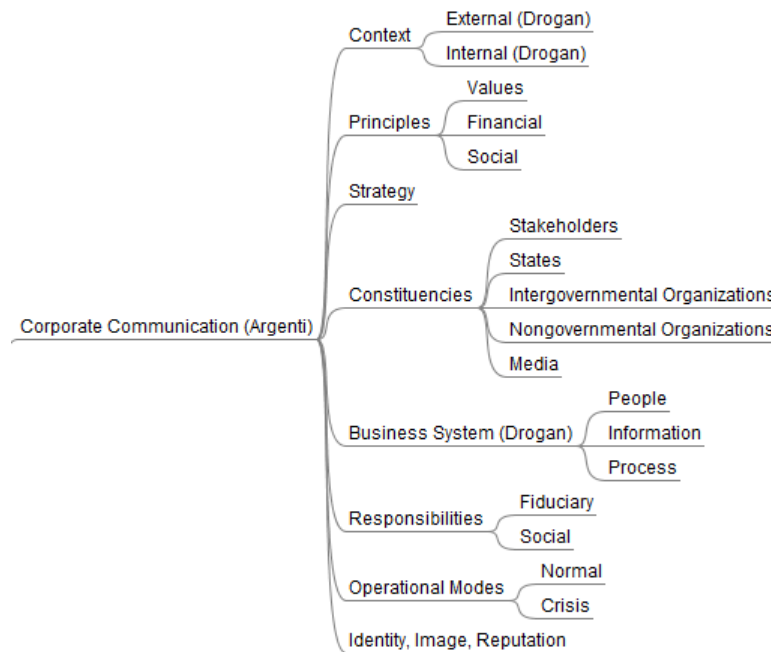 External (Drogan)
Context
Internal (Drogan)
Values
Principles
Financial
Social
Strategy
Stakeholders
States
Constituencies
Intergovernmental Organizations
Corporate Communication (Argenti)
Nongovernmental Organizations
Media
People
Business System (Drogan)
Information
Process
Fiduciary
Responsibilities
Social
Normal
Operational Modes
Crisis
Identity, Image, Reputation